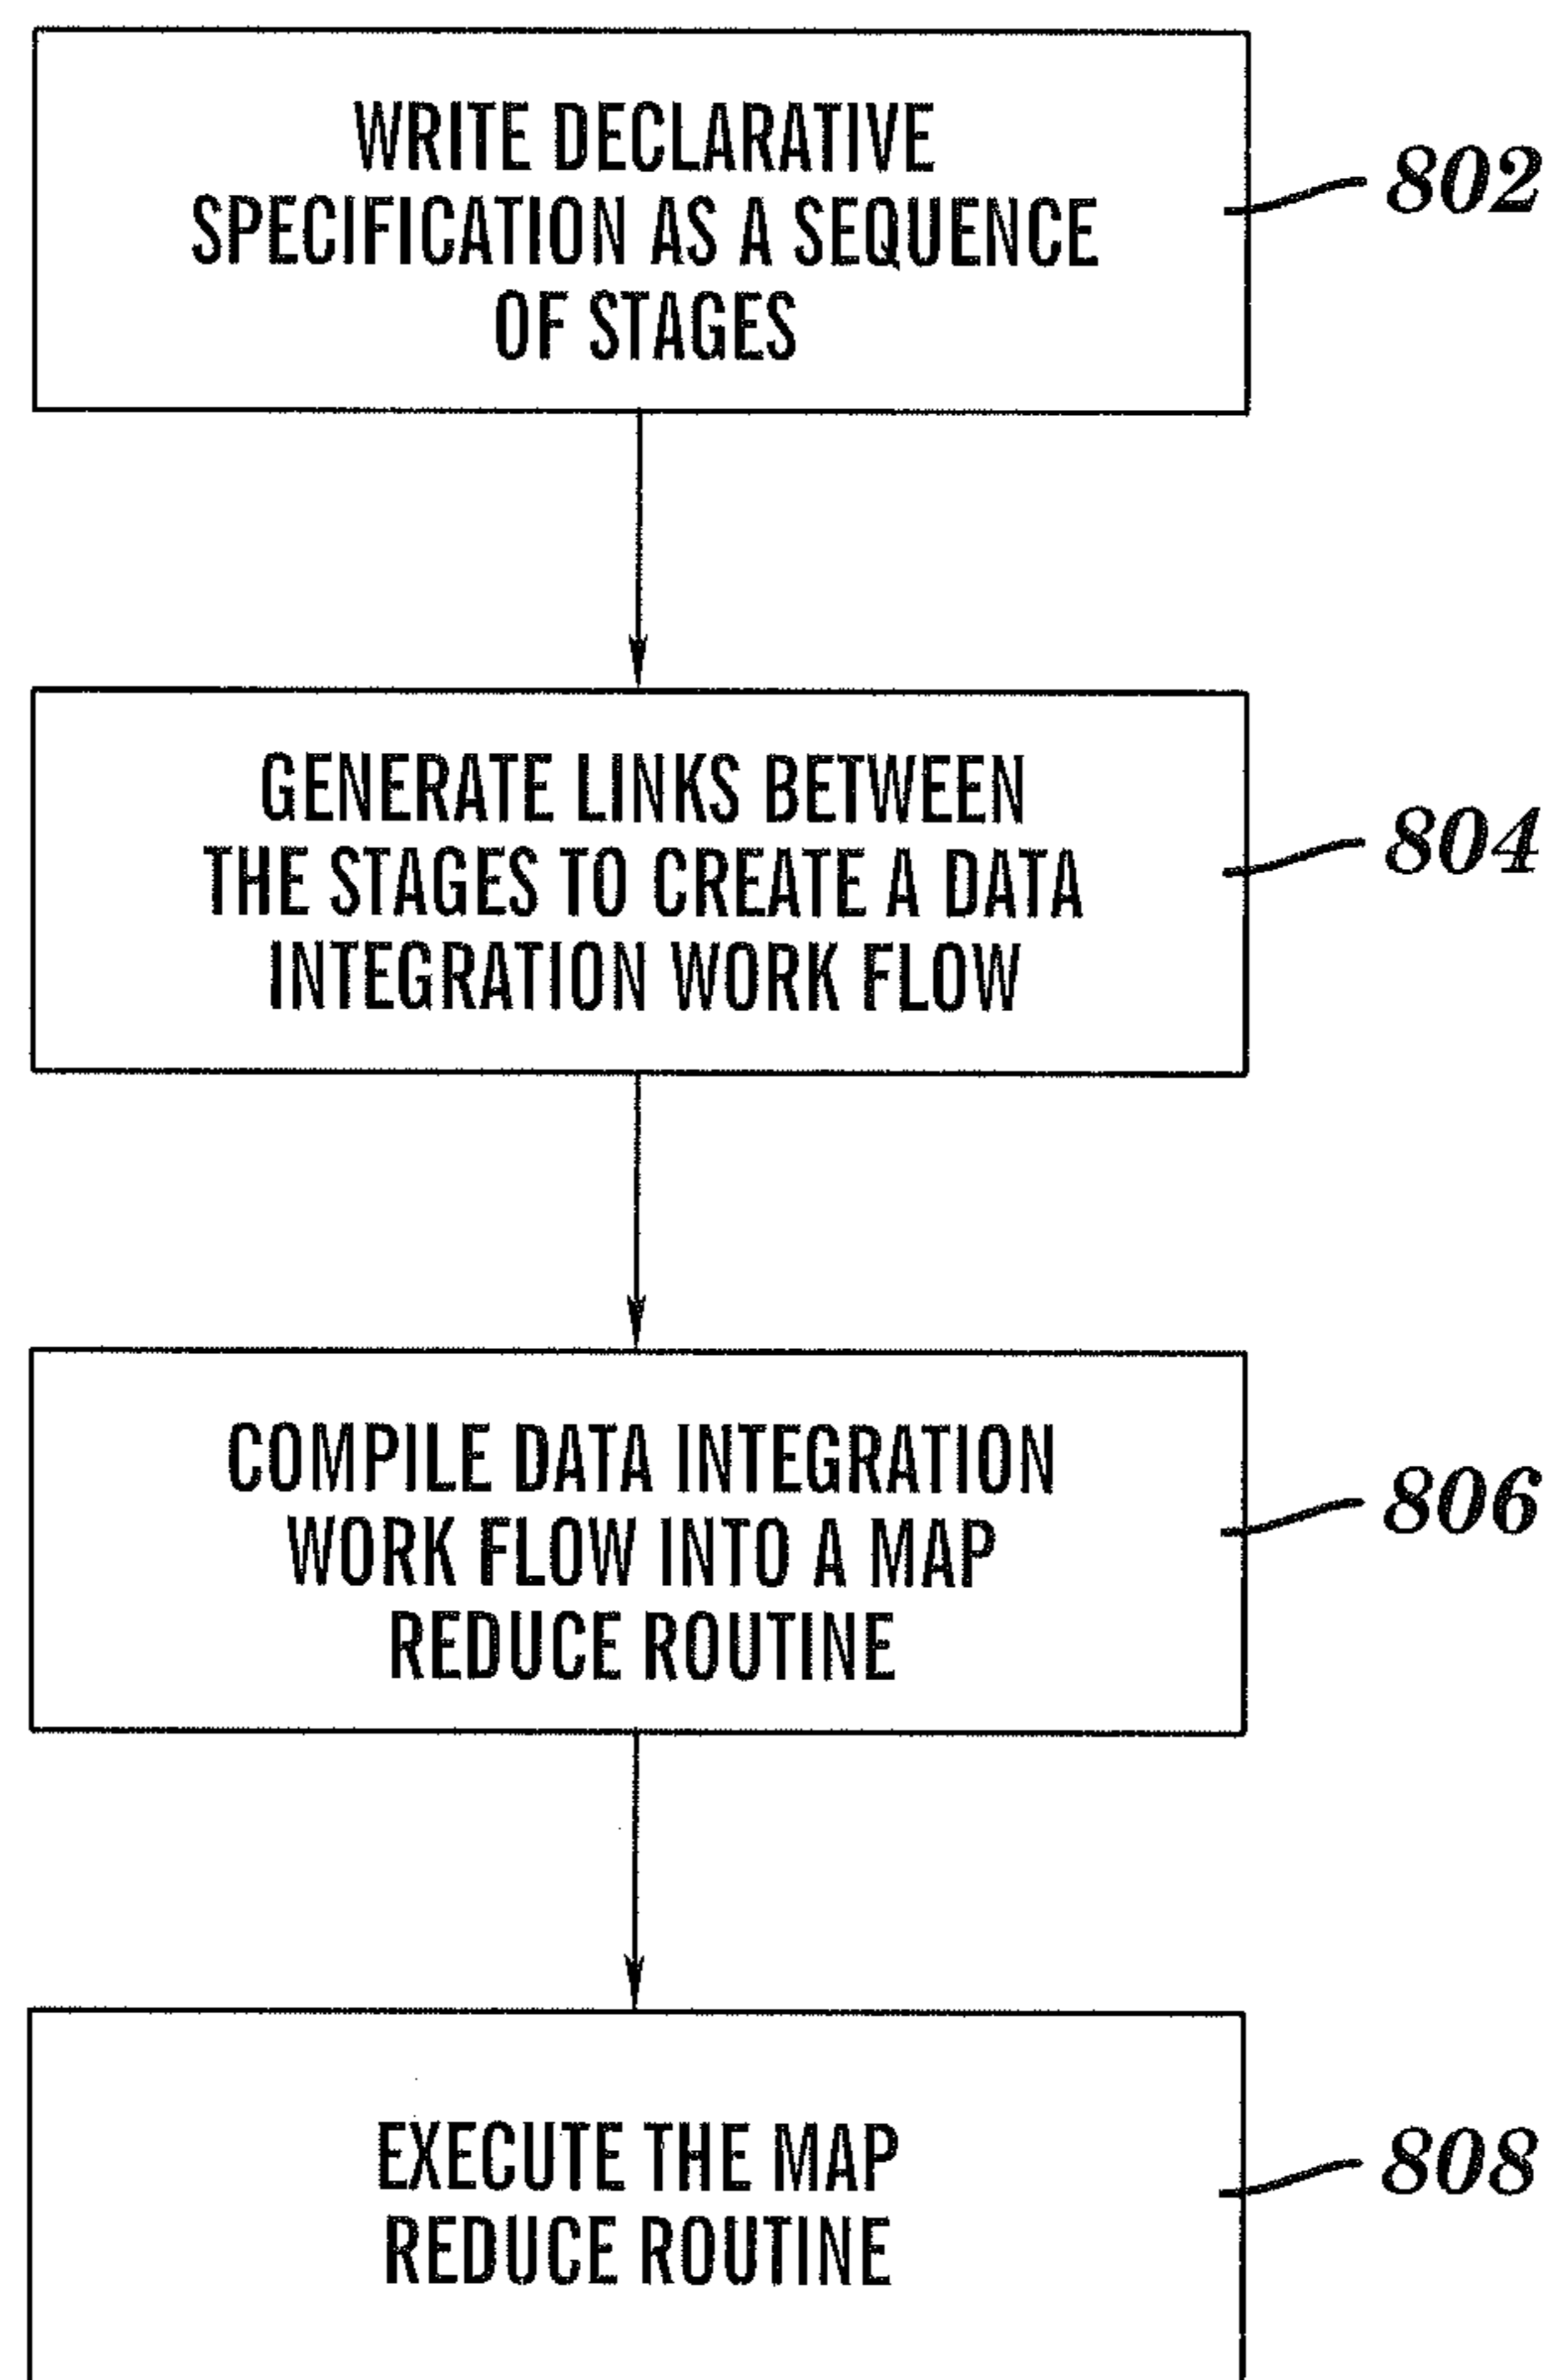 WRITE DECLARATIVE
SPECIFICATION AS A SEQUENCE
OF STAGES
802
GENERATE LINKS BETWEEN
THE STAGES TO CREATE A DATA
INTEGRATION WORK FLOW
804
COMPILE DATA INTEGRATION
WORK FLOW INTO A MAP
REDUCE ROUTINE
806
EXECUTE THE MAP
REDUCE ROUTINE
808